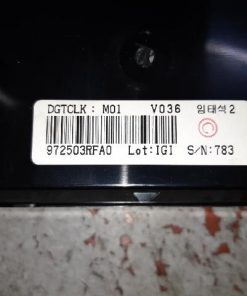 DGTCLK : M01 V036 임태석2
C
972503RFA0 Lot:IGI S/N:783